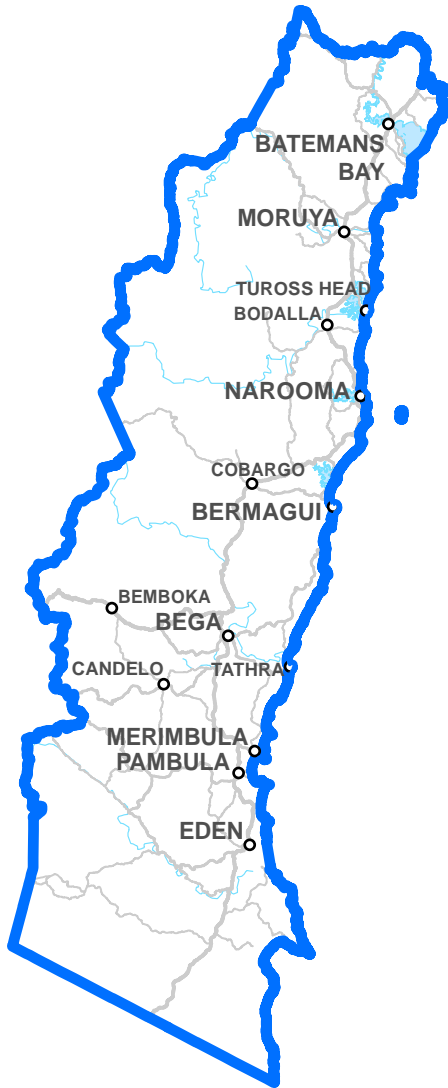 BATEMANS
BAY
MORUYA
TUROSS HEAD
BODALLA
NAROOMA
COBARGO
BERMAGUI
BEMBOKA
BEGA
CANDELO
TATHRA
MERIMBULA
PAMBULA
EDEN